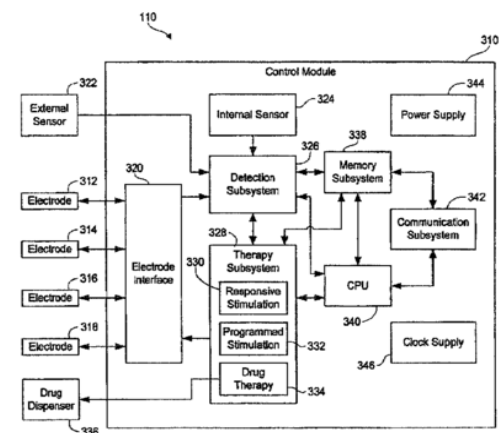 110
310
Control Module
322
External
Sensor
324
Internal Sensor
344
Power Supply
326
Detection
Subsystem
338
Memory
Subsystem
320
Electrode
interface
312
Electrode
314
Electrode
316
Electrode
318
Electrode
342
Communication
Subsystem
328
Therapy
Subsystem
330
Responsive
Stimulation
Programmed
Stimulation
332
Drug
Therapy
334
CPU
340
Clock Supply
346
Drug
Dispenser
336